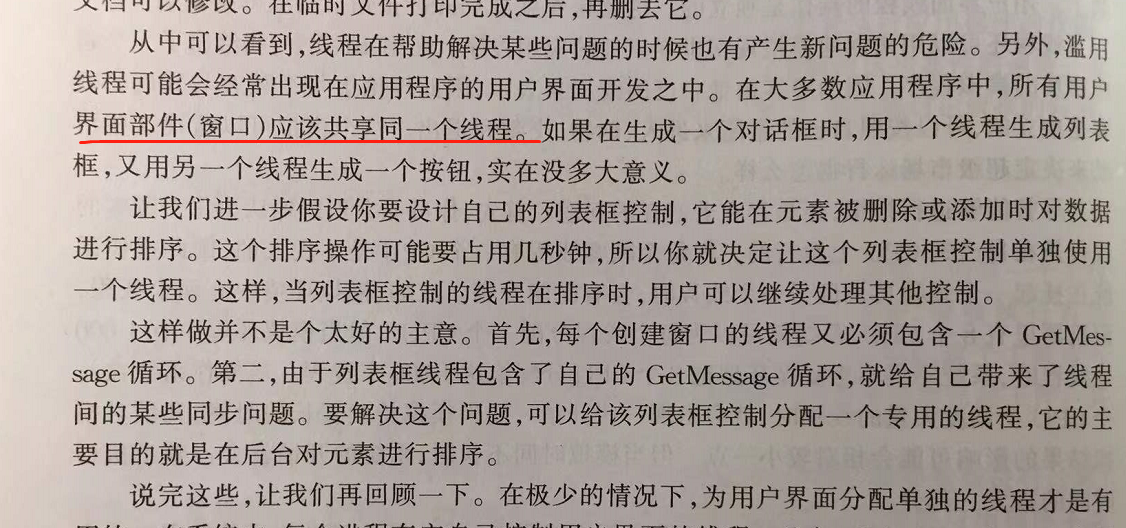 文档可以修改。在临时文件打印完成之后,再删去它。
从中可以看到,线程在帮助解决某些问题的时候也有产生新问题的危险。另外,滥用
线程可能会经常出现在应用程序的用户界面开发之中。在大多数应用程序中,所有用户
界面部件(窗口)应该共享同一个线程。如果在生成一个对话框时,用一个线程生成列表
框,又用另一个线程生成一个按钮,实在没多大意义。
让我们进一步假设你要设计自己的列表框控制,它能在元素被删除或添加时对数据
进行排序。这个排序操作可能要占用几秒钟,所以你就决定让这个列表框控制单独使用
一个线程。这样,当列表框控制的线程在排序时,用户可以继续处理其他控制。
这样做并不是个太好的主意。首先,每个创建窗口的线程又必须包含一个 GetMes-
sage 循环。第二,由于列表框线程包含了自己的 GetMessage 循环,就给自己带来了线程
间的某些同步问题。要解决这个问题,可以给该列表框控制分配一个专用的线程,它的主
要目的就是在后台对元素进行排序。
说完这些,让我们再回顾一下。在极少的情况下,为用户界面分配单独的线程才是有